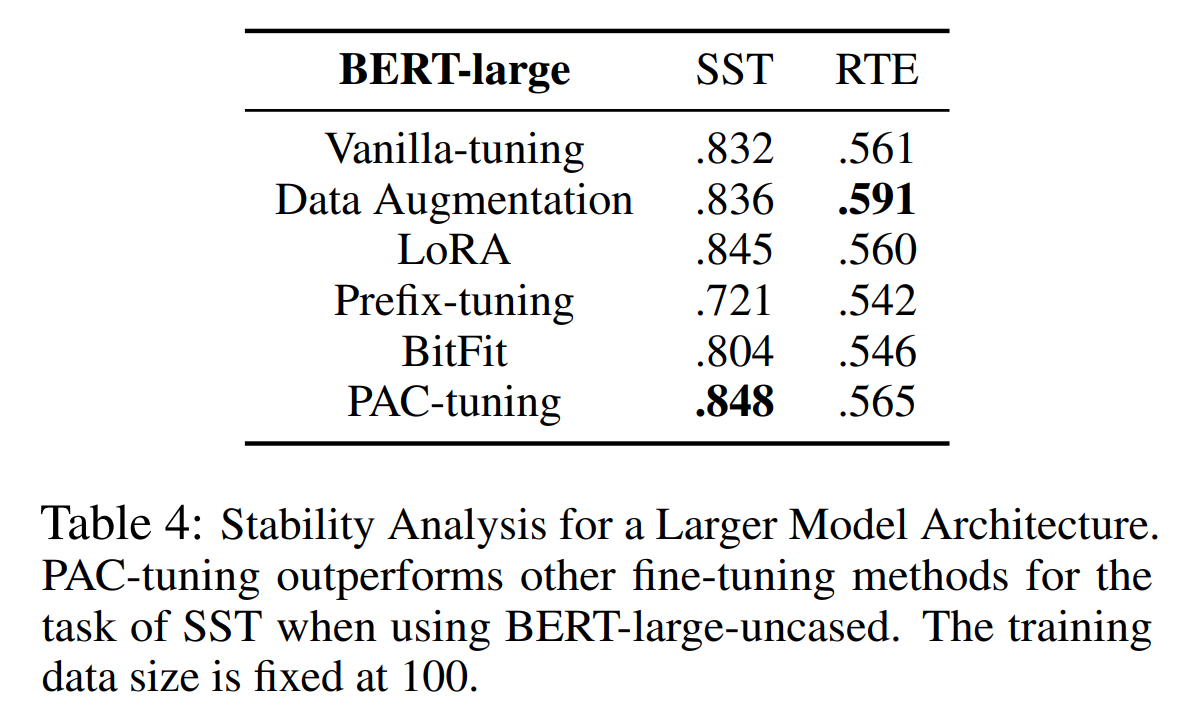 BERT-large SST RTE
Vanilla-tuning .832 .561
Data Augmentation .836 .591
LoRA .845 .560
Prefix-tuning .721 .542
BitFit .804 .546
PAC-tuning .848 .565
Table 4: Stability Analysis for a Larger Model Architecture.
PAC-tuning outperforms other fine-tuning methods for the
task of SST when using BERT-large-uncased. The training
data size is fixed at 100.